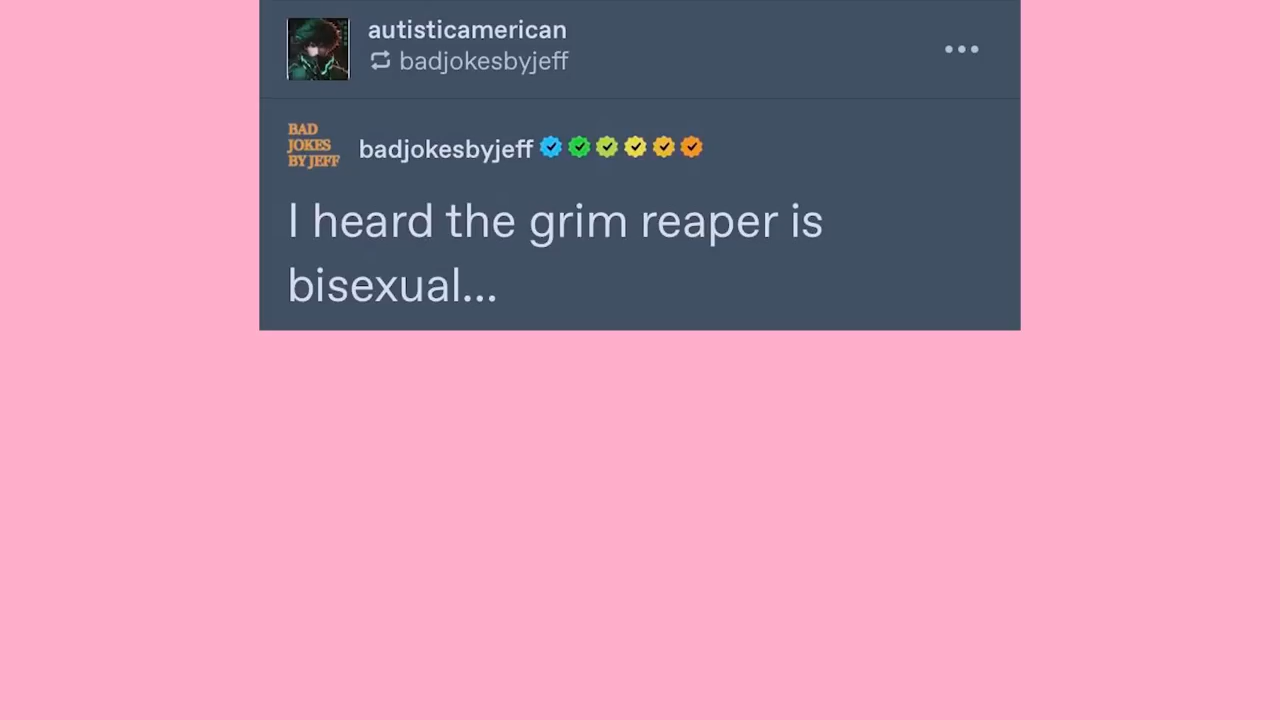 autisticamerican
badjokesbyjeff
BAD
JOKES
BY JEFF
badjokesbyjeff
I heard the grim reaper is
bisexual...